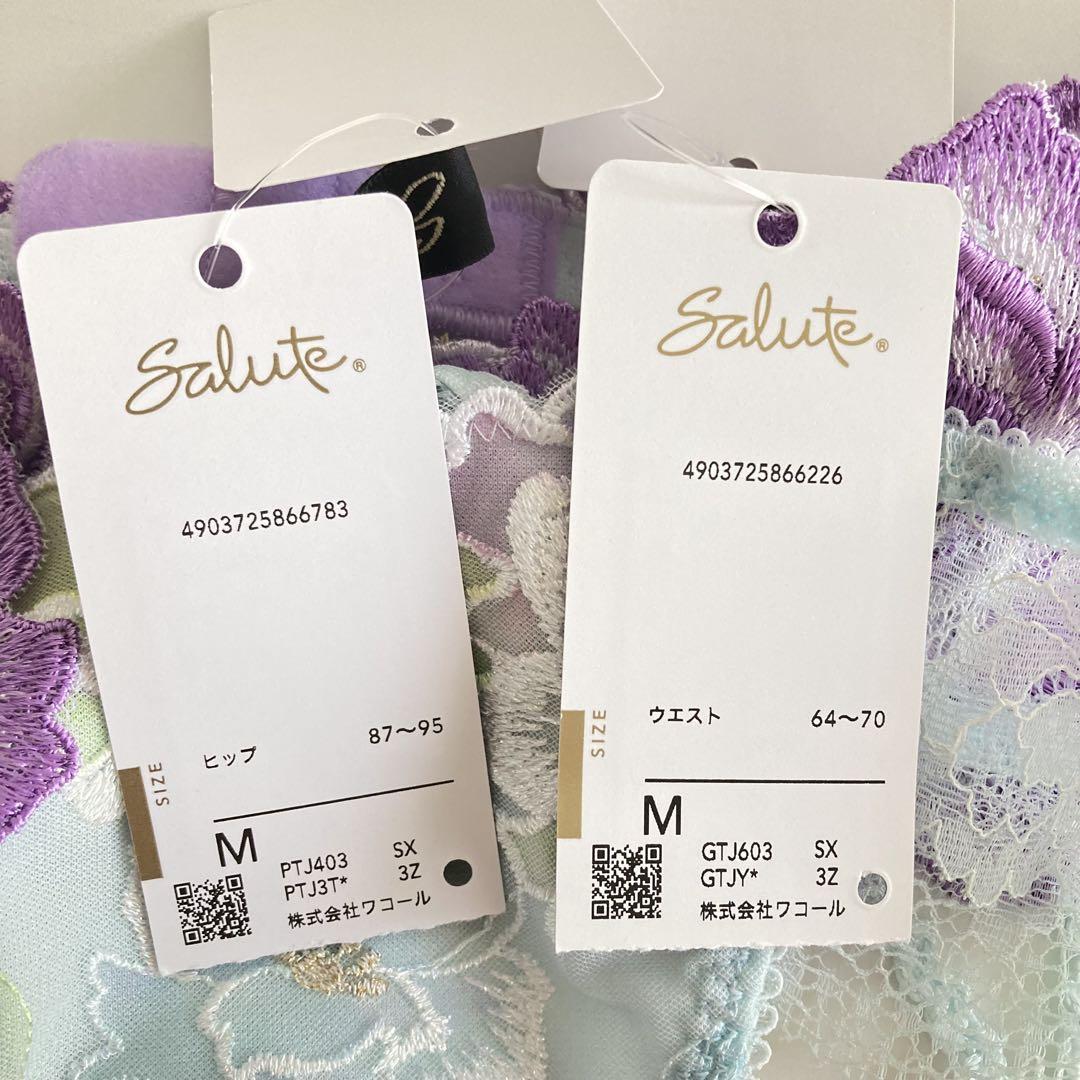 Salute®
4903725866783
ヒップ 87〜95
SIZE
M
PTJ403 SX
PTJ3T* 3Z
株式会社ワコール
Salute®
4903725866226
ウエスト 64〜70
SIZE
M
GTJ603 SX
GTJY* 3Z
株式会社ワコール